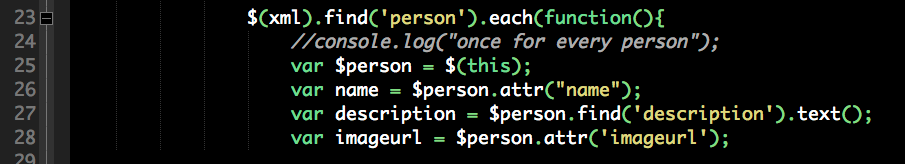 23 $(xml).find('person').each(function(){
24 //console.log("once for every person");
25 var $person = $(this);
26 var name = $person.attr("name");
27 var description = $person.find('description').text();
28 var imageurl = $person.attr('imageurl');
29